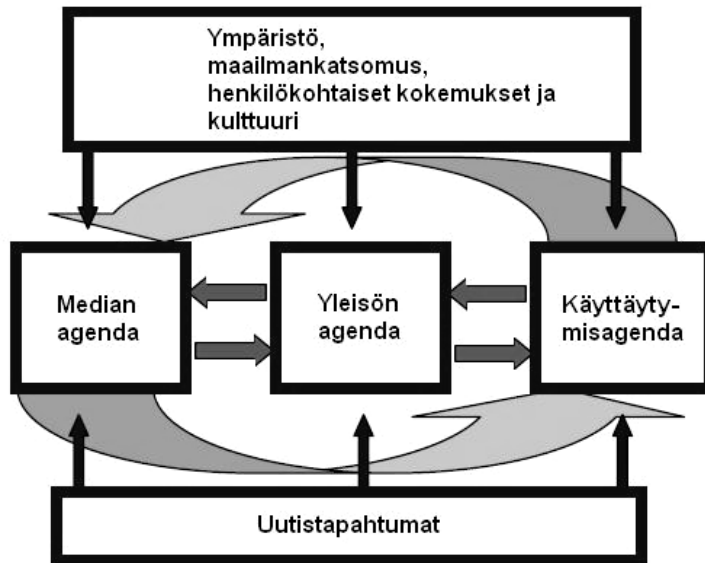 Ympäristö,
maailmankatsomus,
henkilökohtaiset kokemukset ja
kulttuuri
Median
agenda
Yleisön
agenda
Käyttäyty-
misagenda
Uutistapahtumat